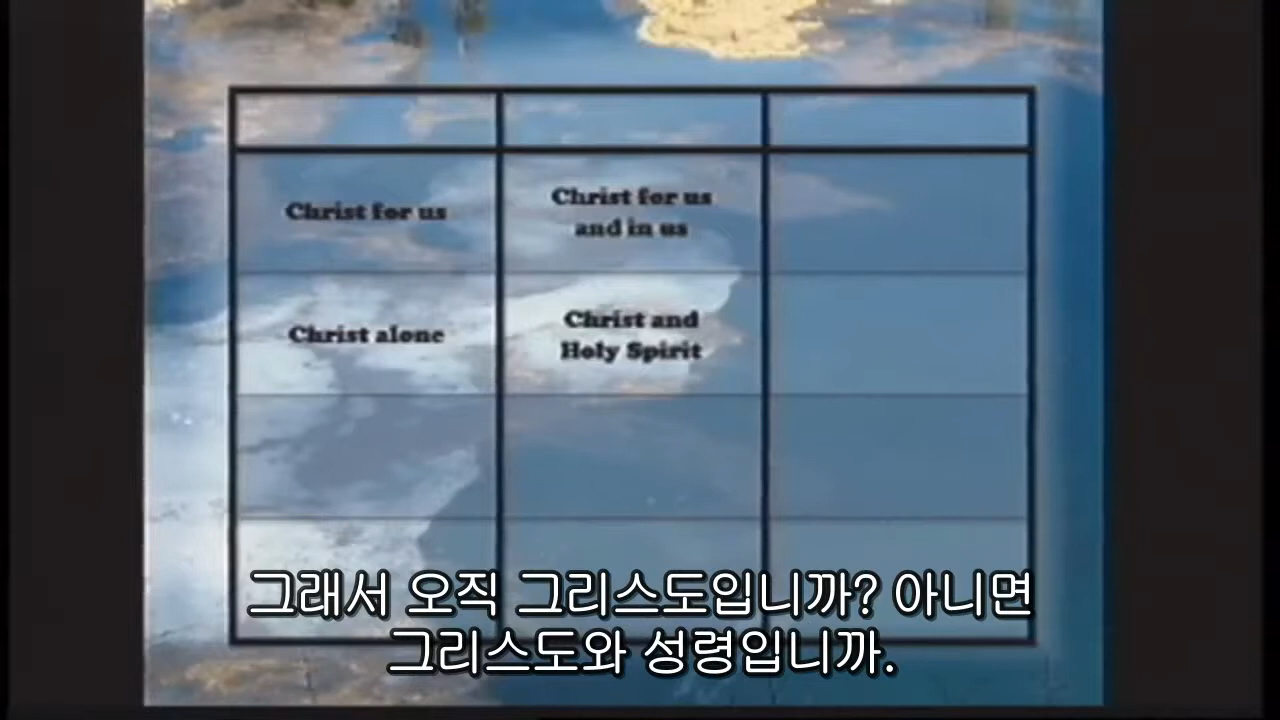 Christ for us
Christ for us
and in us
Christ alone
Christ and
Holy Spirit
그래서 오직 그리스도입니까? 아니면
그리스도와 성령입니까.